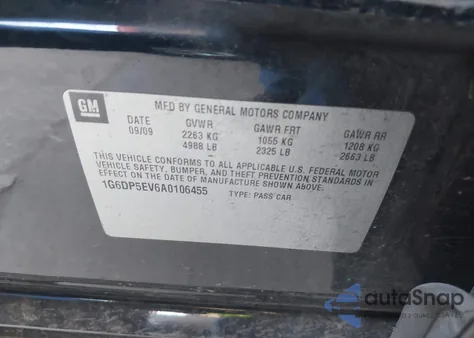 GM
MFD BY GENERAL MOTORS COMPANY
DATE GVWR GAWR FRT GAWR RR
09/09 2263 KG 1055 KG 1208 KG
4988 LB 2325 LB 2663 LB
THIS VEHICLE CONFORMS TO ALL APPLICABLE U.S. FEDERAL MOTOR
VEHICLE SAFETY, BUMPER, AND THEFT PREVENTION STANDARDS IN
EFFECT ON THE DATE OF MANUFACTURE SHOWN ABOVE.
1G6DP5EV6A0106455 TYPE: PASS CAR
autoSnap